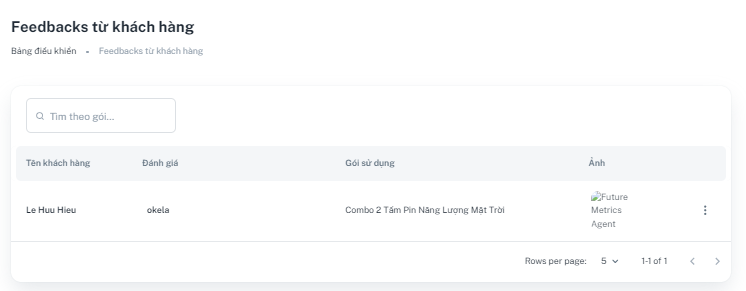 Feedbacks từ khách hàng
Bảng điều khiển • Feedbacks từ khách hàng
Tìm theo gói...
Tên khách hàng Đánh giá Gói sử dụng Ảnh
Le Huu Hieu okela Combo 2 Tấm Pin Năng Lượng Mặt Trời Future
Metrics
Agent
Rows per page: 5 1-1 of 1